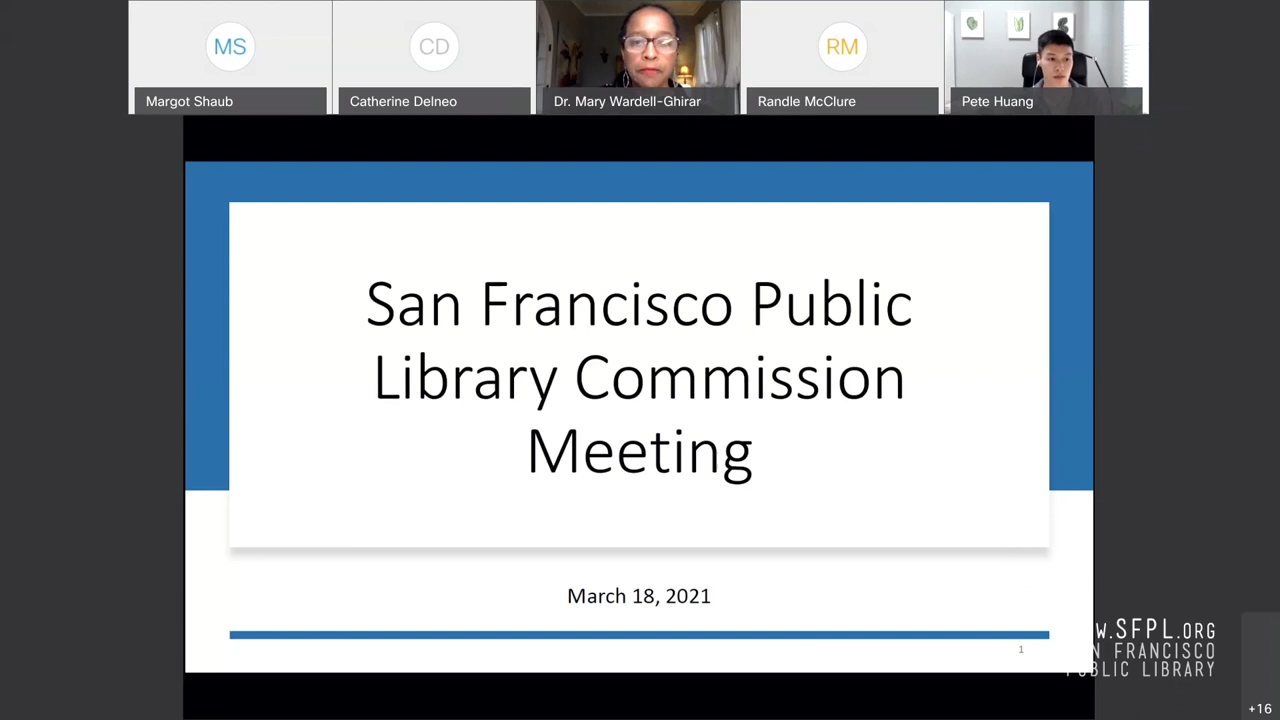 MS
CD
RM
Margot Shaub
Catherine Delneo
Dr. Mary Wardell-Ghirar
Randle McClure
Pete Huang
San Francisco Public
Library Commission
Meeting
March 18, 2021
1
W.SFPL.ORG
N FRANCISCO
PUBLIC LIBRARY
+16